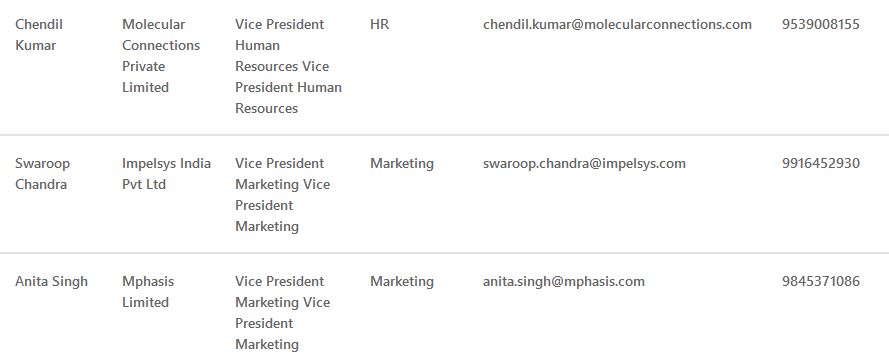 Chendil Kumar Molecular Connections Private Limited Vice President Human Resources Vice President Human Resources HR chendil.kumar@molecularconnections.com 9539008155
Swaroop Chandra Impelsys India Pvt Ltd Vice President Marketing Vice President Marketing Marketing swaroop.chandra@impelsys.com 9916452930
Anita Singh Mphasis Limited Vice President Marketing Vice President Marketing Marketing anita.singh@mphasis.com 9845371086